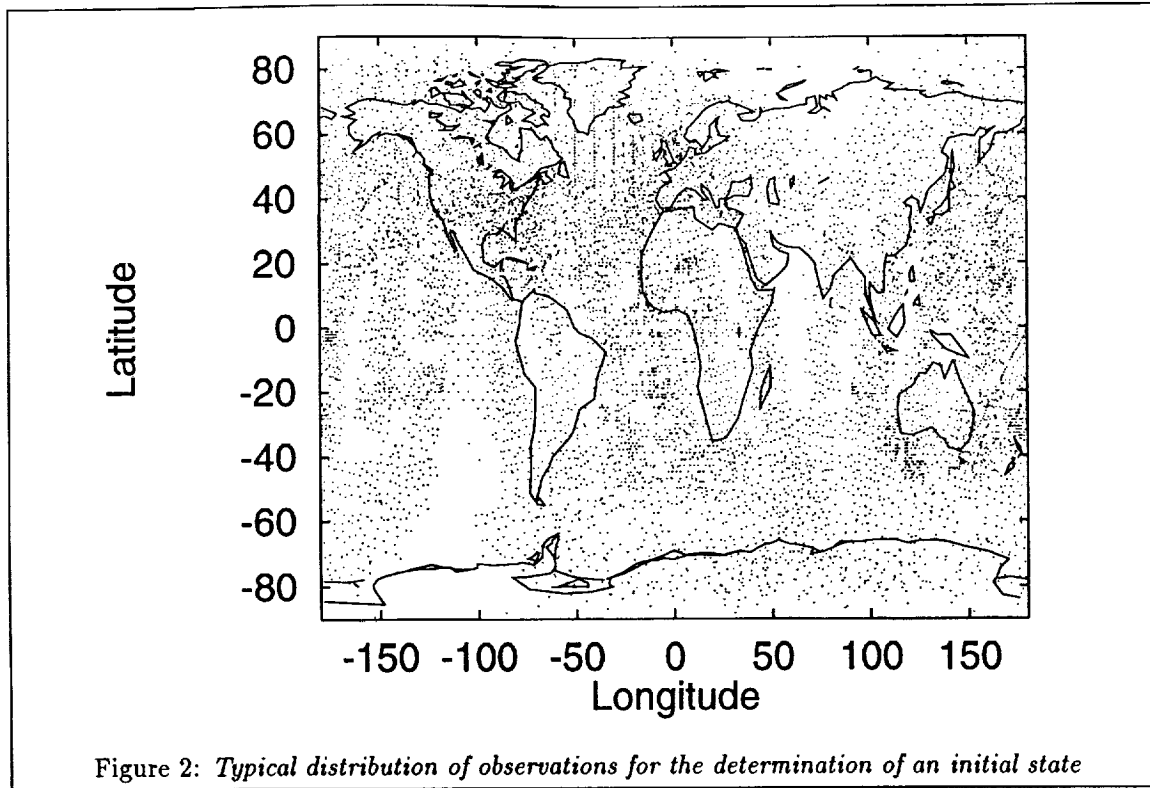 80
60
40
20
0
-20
-40
-60
-80
Latitude
-150 -100 -50 0 50 100 150
Longitude
Figure 2: Typical distribution of observations for the determination of an initial state